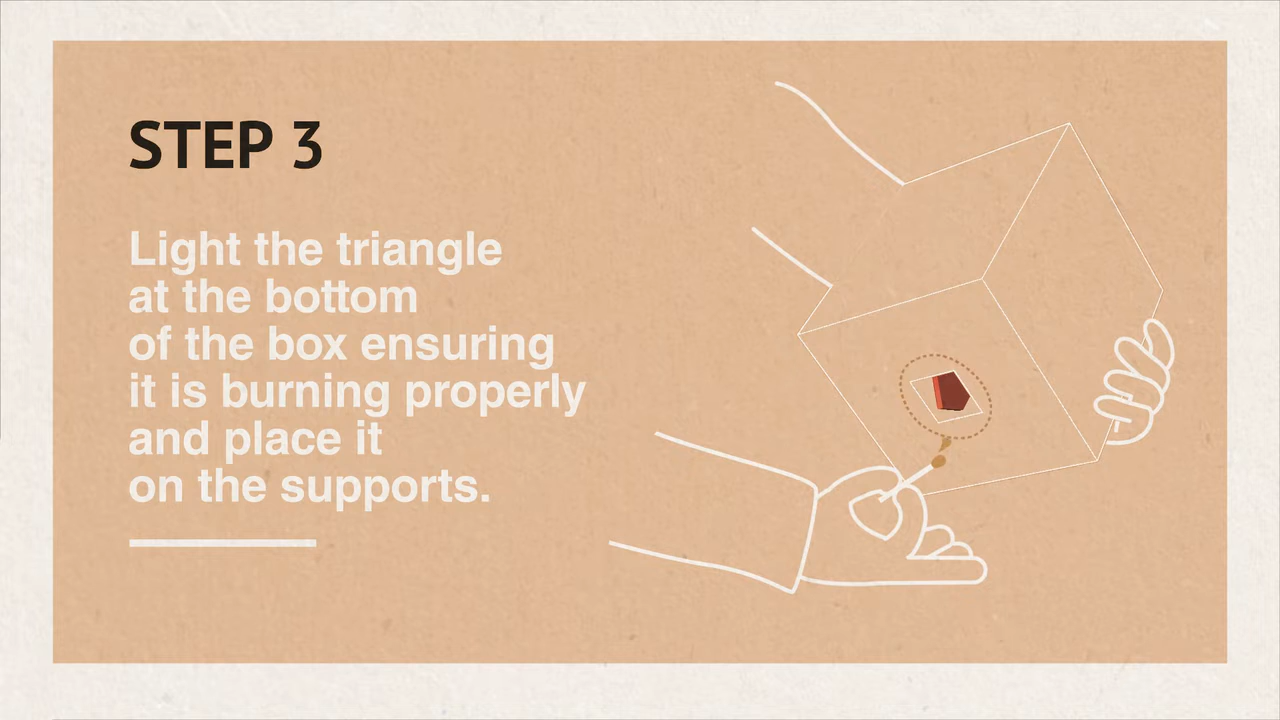 STEP 3
Light the triangle
at the bottom
of the box ensuring
it is burning properly
and place it
on the supports.